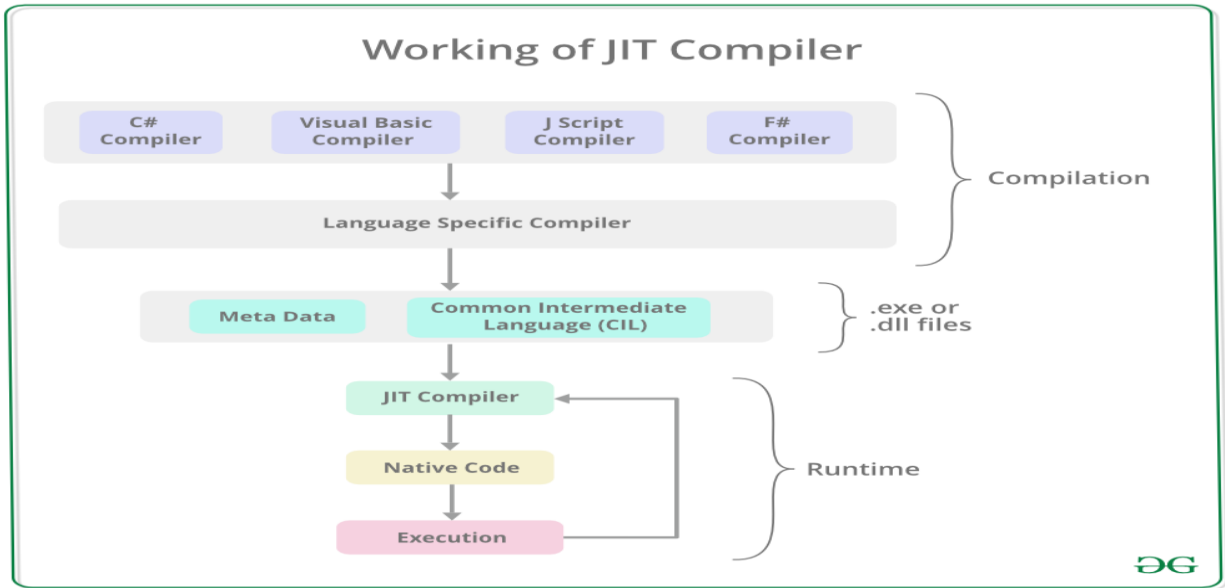 Working of JIT Compiler
C#
Compiler
Visual Basic
Compiler
J Script
Compiler
F#
Compiler
Compilation
Language Specific Compiler
Meta Data
Common Intermediate
Language (CIL)
.exe or
.dll files
JIT Compiler
Native Code
Runtime
Execution